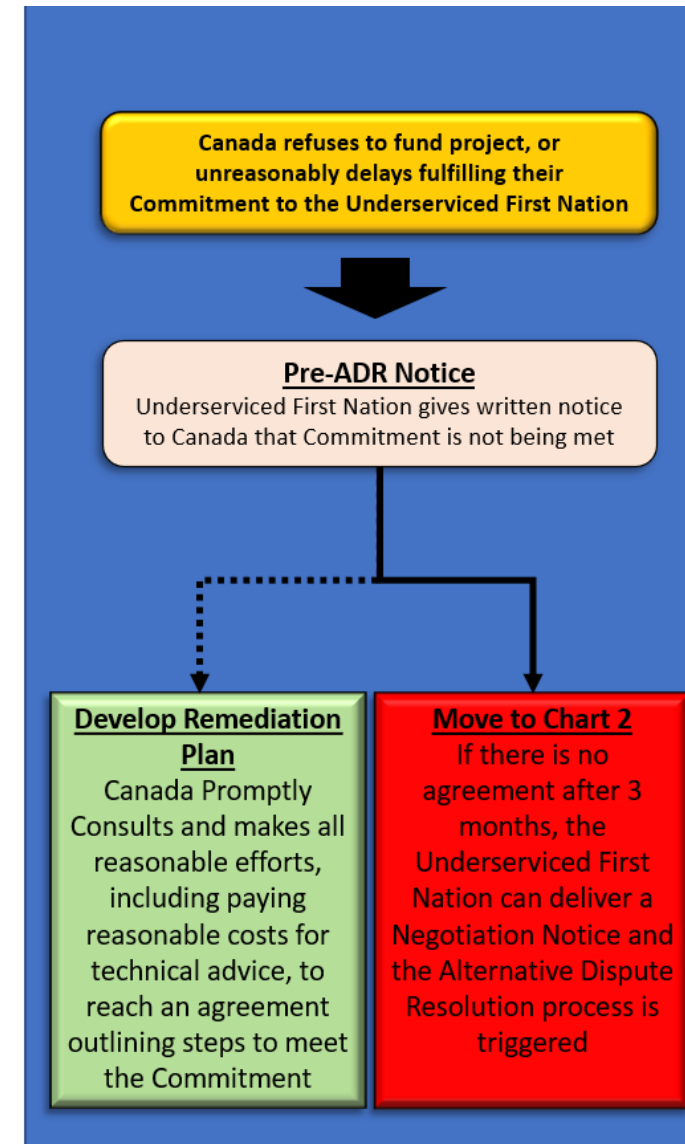 Canada refuses to fund project, or
unreasonably delays fulfilling their
Commitment to the Underserviced First Nation
Pre-ADR Notice
Underserviced First Nation gives written notice
to Canada that Commitment is not being met
Develop Remediation
Plan
Canada Promptly
Consults and makes all
reasonable efforts,
including paying
reasonable costs for
technical advice, to
reach an agreement
outlining steps to meet
the Commitment
Move to Chart 2
If there is no
agreement after 3
months, the
Underserviced First
Nation can deliver a
Negotiation Notice and
the Alternative Dispute
Resolution process is
triggered